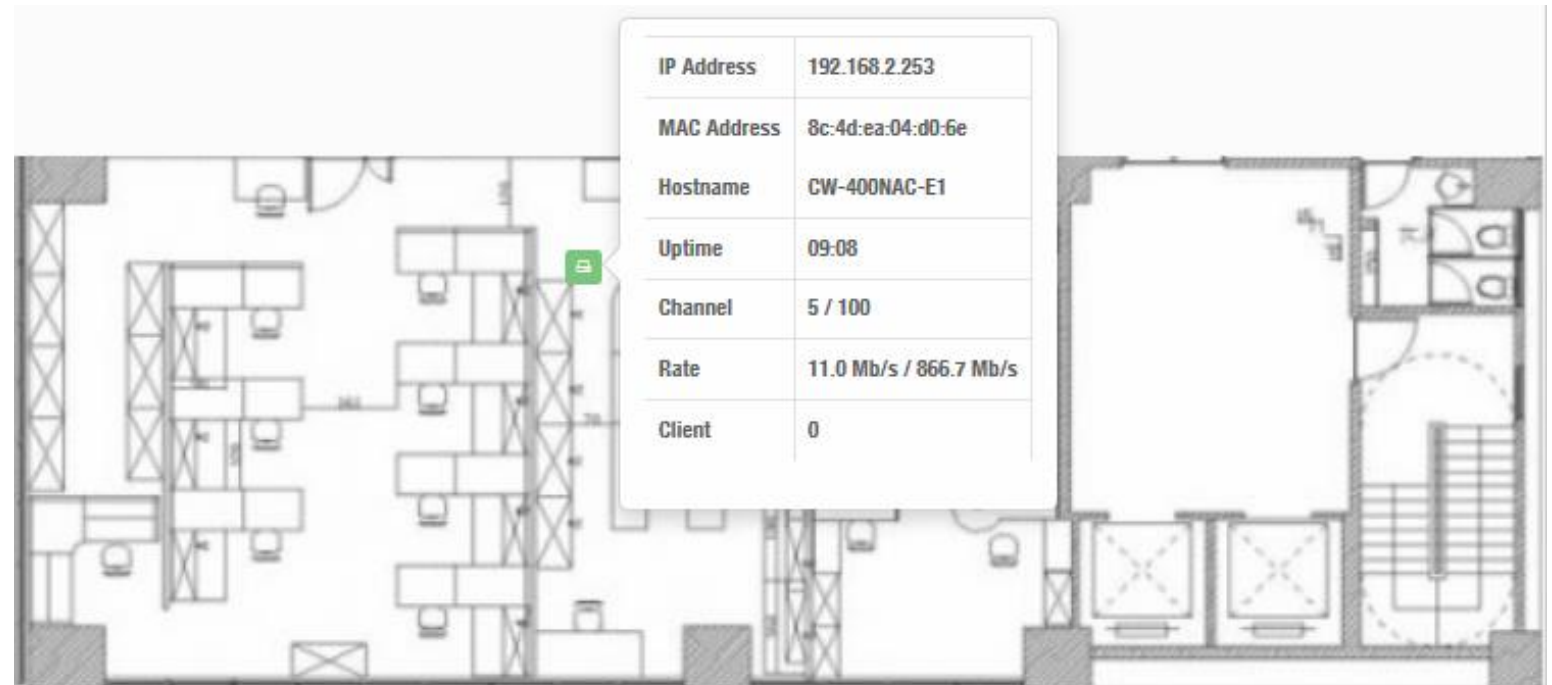 IP Address 192.168.2.253
MAC Address 8c:4d:ea:04:d0:6e
Hostname CW-400NAC-E1
Uptime 09:08
Channel 5 / 100
Rate 11.0 Mb/s / 866.7 Mb/s
Client 0